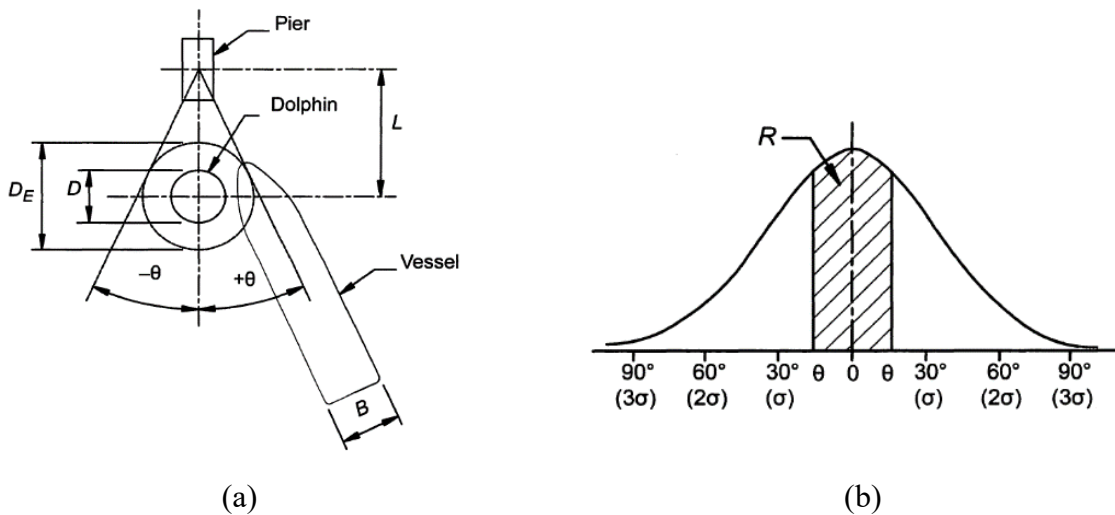 Pier
Dolphin
L
D_E
D
Vessel
–θ
+θ
B
(a)
R
90° 60° 30° θ 0 θ 30° 60° 90°
(3σ) (2σ) (σ) (σ) (2σ) (3σ)
(b)